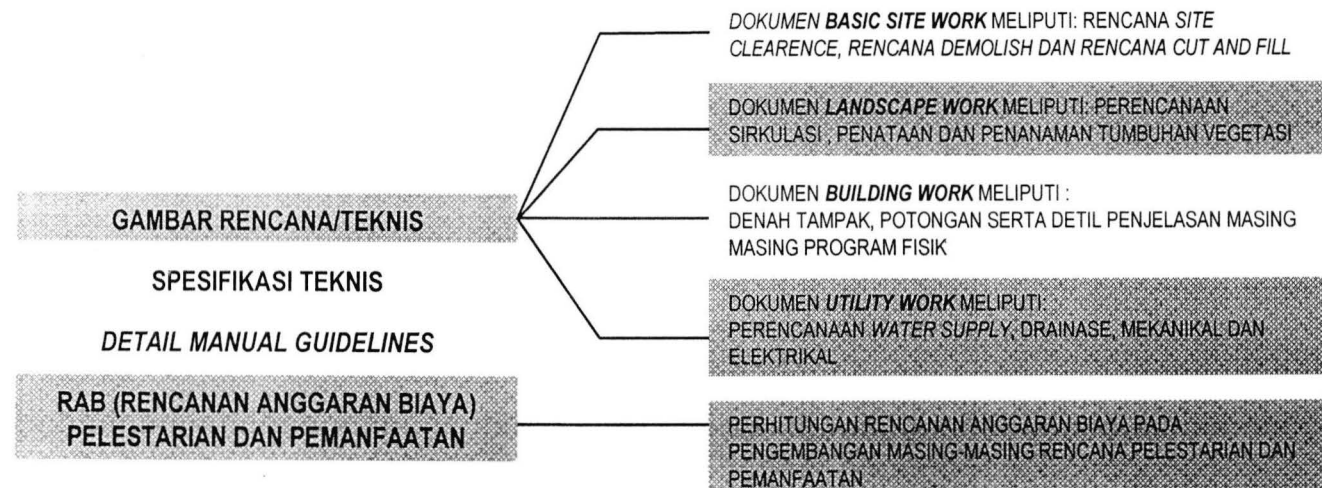 GAMBAR RENCANA/TEKNIS
SPESIFIKASI TEKNIS
DETAIL MANUAL GUIDELINES
RAB (RENCANAN ANGGARAN BIAYA)
PELESTARIAN DAN PEMANFAATAN
DOKUMEN BASIC SITE WORK MELIPUTI: RENCANA SITE
CLEARENCE, RENCANA DEMOLISH DAN RENCANA CUT AND FILL
DOKUMEN LANDSCAPE WORK MELIPUTI: PERENCANAAN
SIRKULASI , PENATAAN DAN PENANAMAN TUMBUHAN VEGETASI
DOKUMEN BUILDING WORK MELIPUTI :
DENAH TAMPAK, POTONGAN SERTA DETIL PENJELASAN MASING
MASING PROGRAM FISIK
DOKUMEN UTILITY WORK MELIPUTI:
PERENCANAAN WATER SUPPLY, DRAINASE, MEKANIKAL DAN
ELEKTRIKAL
PERHITUNGAN RENCANAN ANGGARAN BIAYA PADA
PENGEMBANGAN MASING-MASING RENCANA PELESTARIAN DAN
PEMANFAATAN